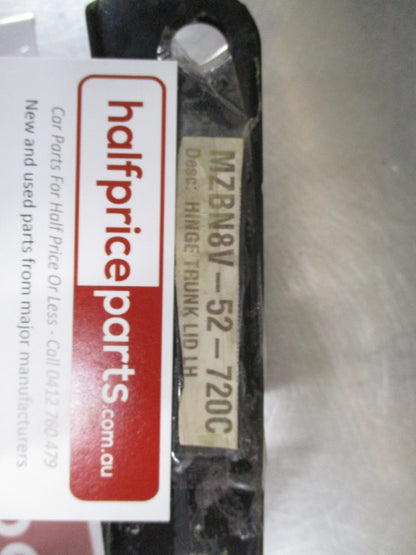 halfpriceparts.com.au
Car Parts For Half Price Or Less - Call 0412 760 479
New and used parts from major manufacturers
MZBN8V-52-720C
Desc: HINGE TRUNK LID LH